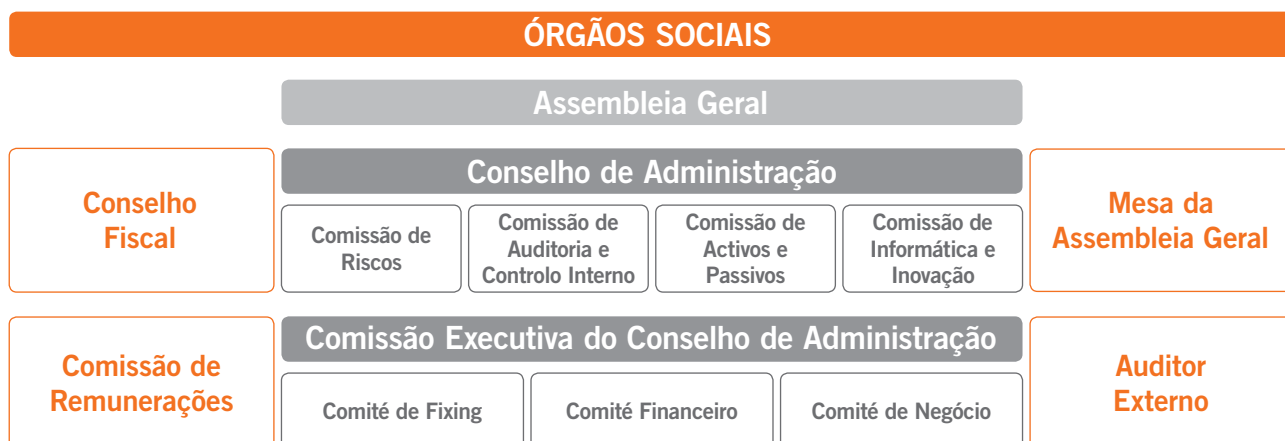 ÓRGÃOS SOCIAIS
Assembleia Geral
Conselho
Fiscal
Conselho de Administração
Comissão de
Riscos
Comissão de
Auditoria e
Controlo Interno
Comissão de
Activos e
Passivos
Comissão de
Informática e
Inovação
Mesa da
Assembleia Geral
Comissão de
Remunerações
Comissão Executiva do Conselho de Administração
Comité de Fixing
Comité Financeiro
Comité de Negócio
Auditor
Externo